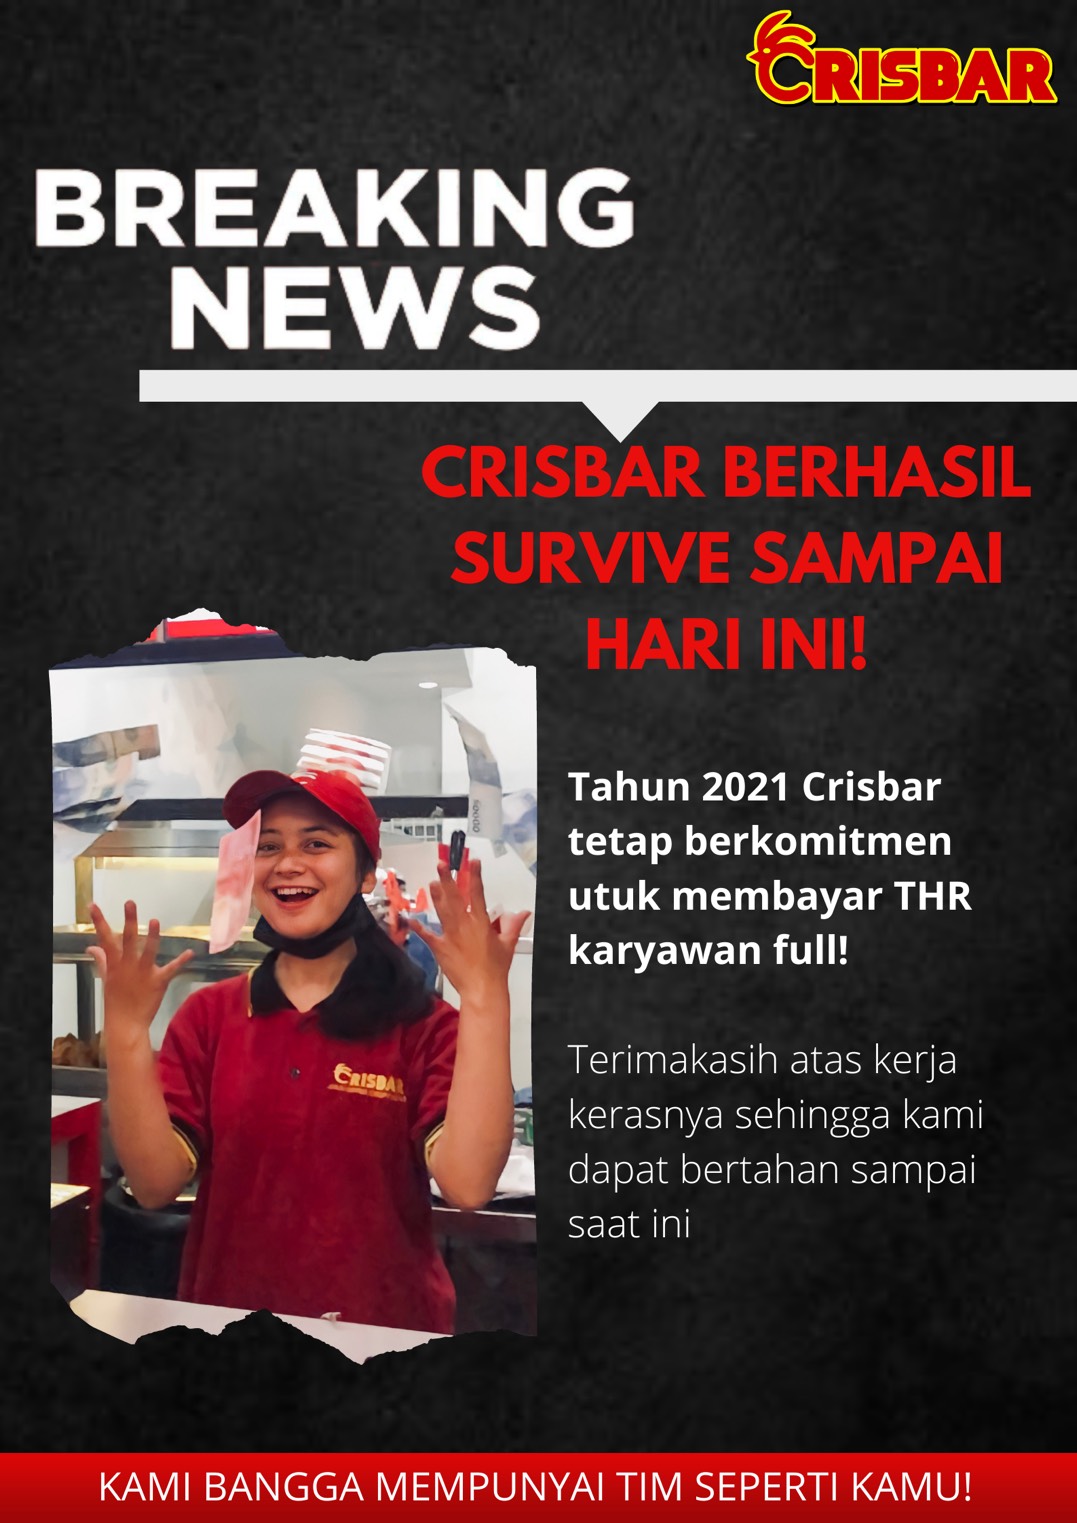 CRISBAR
BREAKING
NEWS
CRISBAR BERHASIL
SURVIVE SAMPAI
HARI INI!
Tahun 2021 Crisbar
tetap berkomitmen
utuk membayar THR
karyawan full!
Terimakasih atas kerja
kerasnya sehingga kami
dapat bertahan sampai
saat ini
CRISBAR
KAMI BANGGA MEMPUNYAI TIM SEPERTI KAMU!